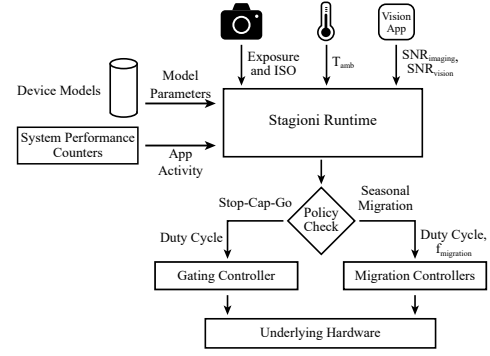 Vision
App
Exposure
and ISO
T_amb
SNR_imaging,
SNR_vision
Device Models
Model
Parameters
Stagioni Runtime
System Performance
Counters
App
Activity
Stop-Cap-Go
Seasonal
Migration
Policy
Check
Duty Cycle
Duty Cycle,
f_migration
Gating Controller
Migration Controllers
Underlying Hardware